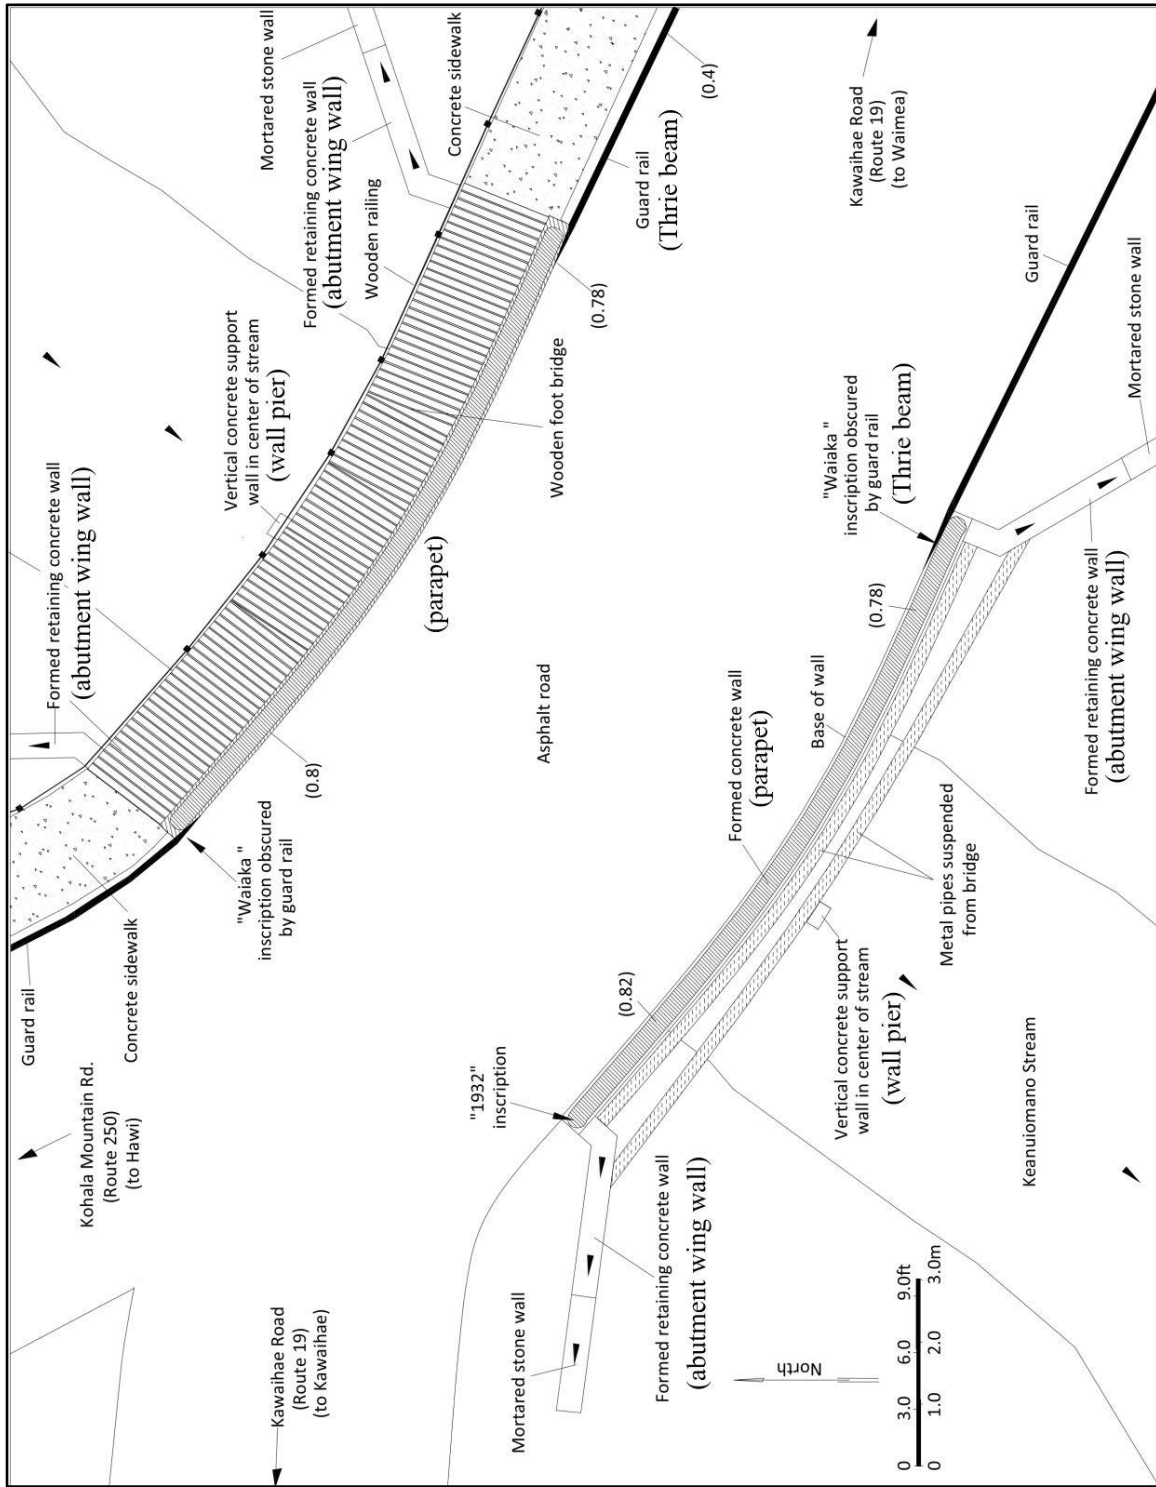 Kohala Mountain Rd.
(Route 250)
(to Hawi)
Guard rail
Concrete sidewalk
Formed retaining concrete wall
(abutment wing wall)
Vertical concrete support
wall in center of stream
(wall pier)
Mortared stone wall
Formed retaining concrete wall
(abutment wing wall)
Wooden railing
Concrete sidewalk
Kawaihae Road
(Route 19)
(to Kawaihae)
"Waiaka"
inscription obscured
by guard rail
(0.8)
(parapet)
Wooden foot bridge
(0.78)
Guard rail
(Thrie beam)
(0.4)
Asphalt road
"1932"
inscription
Mortared stone wall
Formed retaining concrete wall
(abutment wing wall)
(0.82)
Formed concrete wall
(parapet)
Base of wall
(0.78)
"Waiaka"
inscription obscured
by guard rail
(Thrie beam)
Kawaihae Road
(Route 19)
(to Waimea)
Guard rail
North
Vertical concrete support
wall in center of stream
(wall pier)
Metal pipes suspended
from bridge
Keanuiomano Stream
Formed retaining concrete wall
(abutment wing wall)
Mortared stone wall
0 3.0 6.0 9.0ft
0 1.0 2.0 3.0m